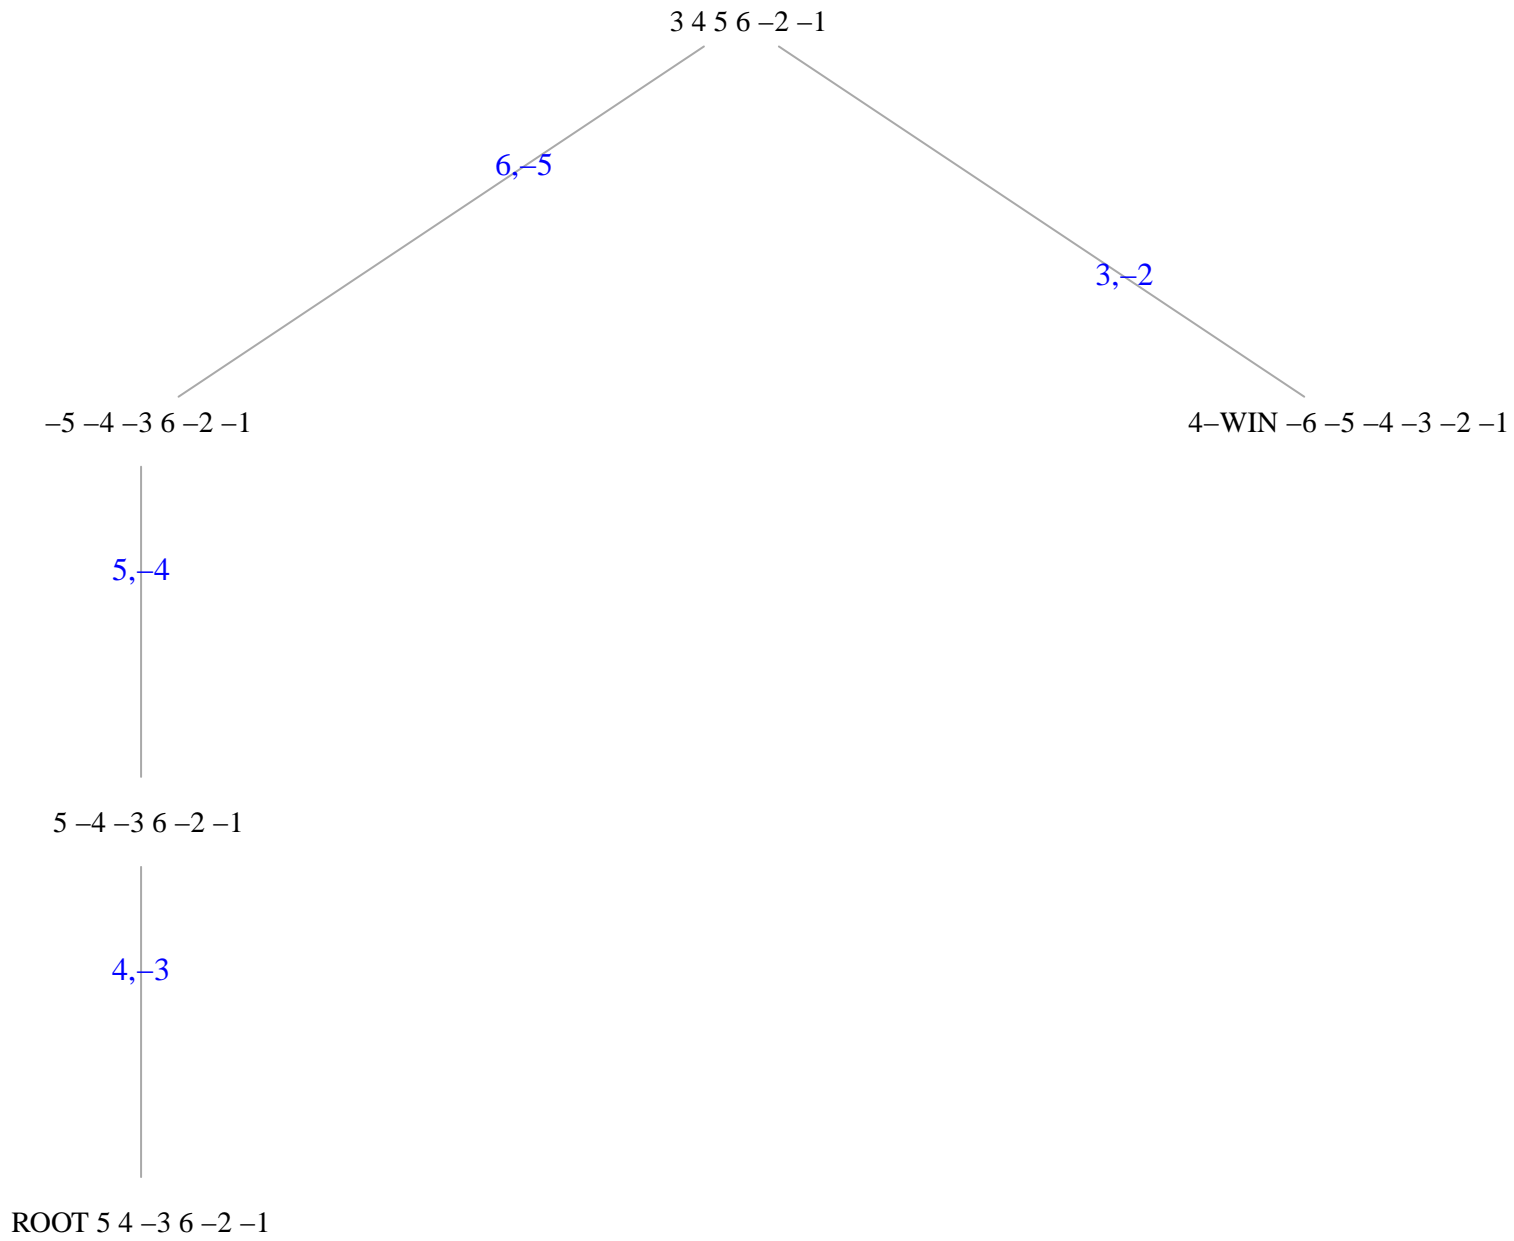 3 4 5 6 –2 –1
6,–5
3,–2
–5 –4 –3 6 –2 –1
4–WIN –6 –5 –4 –3 –2 –1
5,–4
5 –4 –3 6 –2 –1
4,–3
ROOT 5 4 –3 6 –2 –1